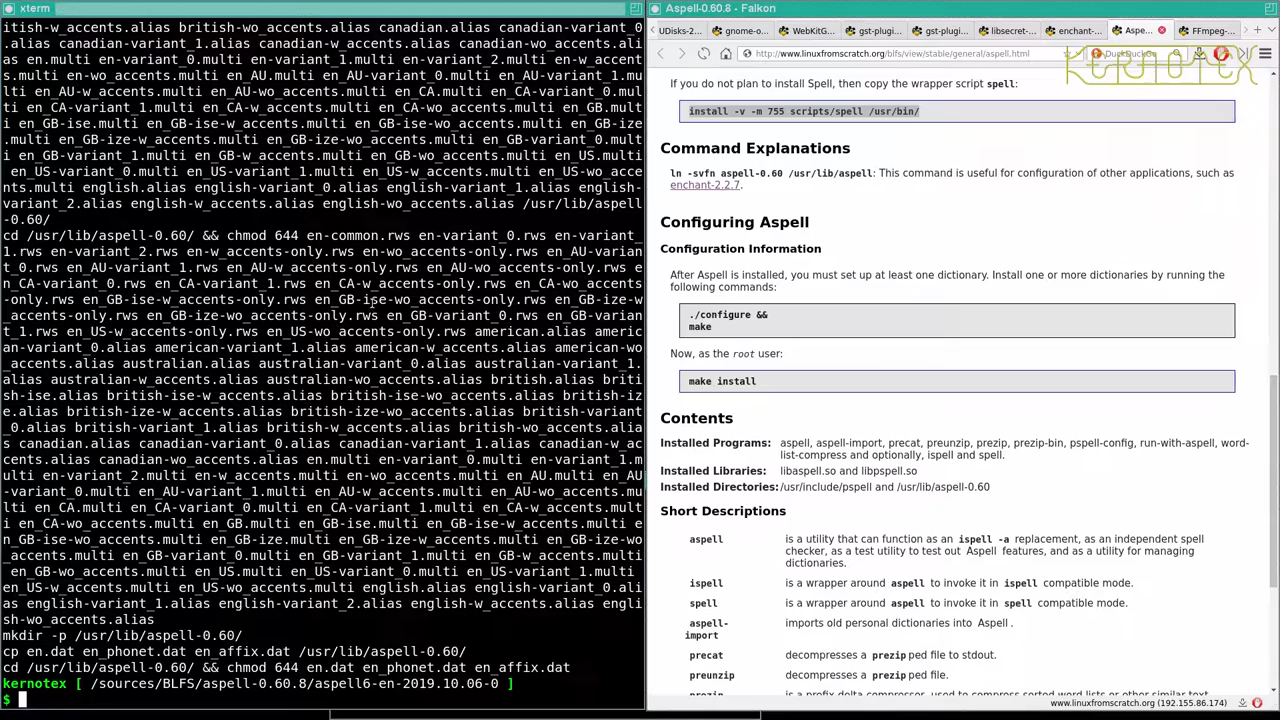 xterm
itish-w_accents.alias british-wo_accents.alias canadian.alias canadian-variant_0
.alias canadian-variant_1.alias canadian-w_accents.alias canadian-wo_accents.ali
as en.multi en-variant_0.multi en-variant_1.multi en-variant_2.multi en-w_accent
s.multi en-wo_accents.multi en_AU.multi en_AU-variant_0.multi en_AU-variant_1.mu
lti en_AU-w_accents.multi en_AU-wo_accents.multi en_CA.multi en_CA-variant_0.mul
ti en_CA-variant_1.multi en_CA-w_accents.multi en_CA-wo_accents.multi en_GB.mult
i en_GB-ise.multi en_GB-ise-w_accents.multi en_GB-ise-wo_accents.multi en_GB-ize
.multi en_GB-ize-w_accents.multi en_GB-ize-wo_accents.multi en_GB-variant_0.mult
i en_GB-variant_1.multi en_GB-w_accents.multi en_GB-wo_accents.multi en_US.multi
 en_US-variant_0.multi en_US-variant_1.multi en_US-w_accents.multi en_US-wo_acce
nts.multi english.alias english-variant_0.alias english-variant_1.alias english-
variant_2.alias english-w_accents.alias english-wo_accents.alias /usr/lib/aspell
-0.60/
cd /usr/lib/aspell-0.60/ && chmod 644 en-common.rws en-variant_0.rws en-variant_
1.rws en-variant_2.rws en-w_accents-only.rws en-wo_accents-only.rws en_AU-varian
t_0.rws en_AU-variant_1.rws en_AU-w_accents-only.rws en_AU-wo_accents-only.rws e
n_CA-variant_0.rws en_CA-variant_1.rws en_CA-w_accents-only.rws en_CA-wo_accents
-only.rws en_GB-ise-w_accents-only.rws en_GB-ise-wo_accents-only.rws en_GB-ize-w
_accents-only.rws en_GB-ize-wo_accents-only.rws en_GB-variant_0.rws en_GB-varian
t_1.rws en_US-w_accents-only.rws en_US-wo_accents-only.rws american.alias americ
an-variant_0.alias american-variant_1.alias american-w_accents.alias american-wo
_accents.alias australian.alias australian-variant_0.alias australian-variant_1.
alias australian-w_accents.alias australian-wo_accents.alias british.alias briti
sh-ise.alias british-ise-w_accents.alias british-ise-wo_accents.alias british-iz
e.alias british-ize-w_accents.alias british-ize-wo_accents.alias british-variant
_0.alias british-variant_1.alias british-w_accents.alias british-wo_accents.alia
s canadian.alias canadian-variant_0.alias canadian-variant_1.alias canadian-w_ac
cents.alias canadian-wo_accents.alias en.multi en-variant_0.multi en-variant_1.m
ulti en-variant_2.multi en-w_accents.multi en-wo_accents.multi en_AU.multi en_AU
-variant_0.multi en_AU-variant_1.multi en_AU-w_accents.multi en_AU-wo_accents.mu
lti en_CA.multi en_CA-variant_0.multi en_CA-variant_1.multi en_CA-w_accents.mult
i en_CA-wo_accents.multi en_GB.multi en_GB-ise.multi en_GB-ise-w_accents.multi e
n_GB-ise-wo_accents.multi en_GB-ize.multi en_GB-ize-w_accents.multi en_GB-ize-wo
_accents.multi en_GB-variant_0.multi en_GB-variant_1.multi en_GB-w_accents.multi
 en_GB-wo_accents.multi en_US.multi en_US-variant_0.multi en_US-variant_1.multi 
en_US-w_accents.multi en_US-wo_accents.multi english.alias english-variant_0.ali
as english-variant_1.alias english-variant_2.alias english-w_accents.alias engli
sh-wo_accents.alias
mkdir -p /usr/lib/aspell-0.60/
cp en.dat en_phonet.dat en_affix.dat /usr/lib/aspell-0.60/
cd /usr/lib/aspell-0.60/ && chmod 644 en.dat en_phonet.dat en_affix.dat
kernotex [ /sources/BLFS/aspell-0.60.8/aspell6-en-2019.10.06-0 ]
$
Aspell-0.60.8 - Falkon
UDisks-2... gnome-o... WebKitG... gst-plugi... gst-plugi... libsecret-... enchant-... Aspe... FFmpeg-...
http://www.linuxfromscratch.org/blfs/view/stable/general/aspell.html DuckDuckGo
KERNOTEX
If you do not plan to install Spell, then copy the wrapper script spell:
install -v -m 755 scripts/spell /usr/bin/
Command Explanations
ln -svfn aspell-0.60 /usr/lib/aspell: This command is useful for configuration of other applications, such as
enchant-2.2.7.
Configuring Aspell
Configuration Information
After Aspell is installed, you must set up at least one dictionary. Install one or more dictionaries by running the
following commands:
./configure &&
make
Now, as the root user:
make install
Contents
Installed Programs: aspell, aspell-import, precat, preunzip, prezip, prezip-bin, pspell-config, run-with-aspell, word-
list-compress and optionally, ispell and spell.
Installed Libraries: libaspell.so and libpspell.so
Installed Directories: /usr/include/pspell and /usr/lib/aspell-0.60
Short Descriptions
aspell is a utility that can function as an ispell -a replacement, as an independent spell
checker, as a test utility to test out Aspell features, and as a utility for managing
dictionaries.
ispell is a wrapper around aspell to invoke it in ispell compatible mode.
spell is a wrapper around aspell to invoke it in spell compatible mode.
aspell- imports old personal dictionaries into Aspell .
import
precat decompresses a prezip ped file to stdout.
preunzip decompresses a prezip ped file.
prezip is a prefix delta compressor, used to compress sorted word lists or other similar text
www.linuxfromscratch.org (192.155.86.174)